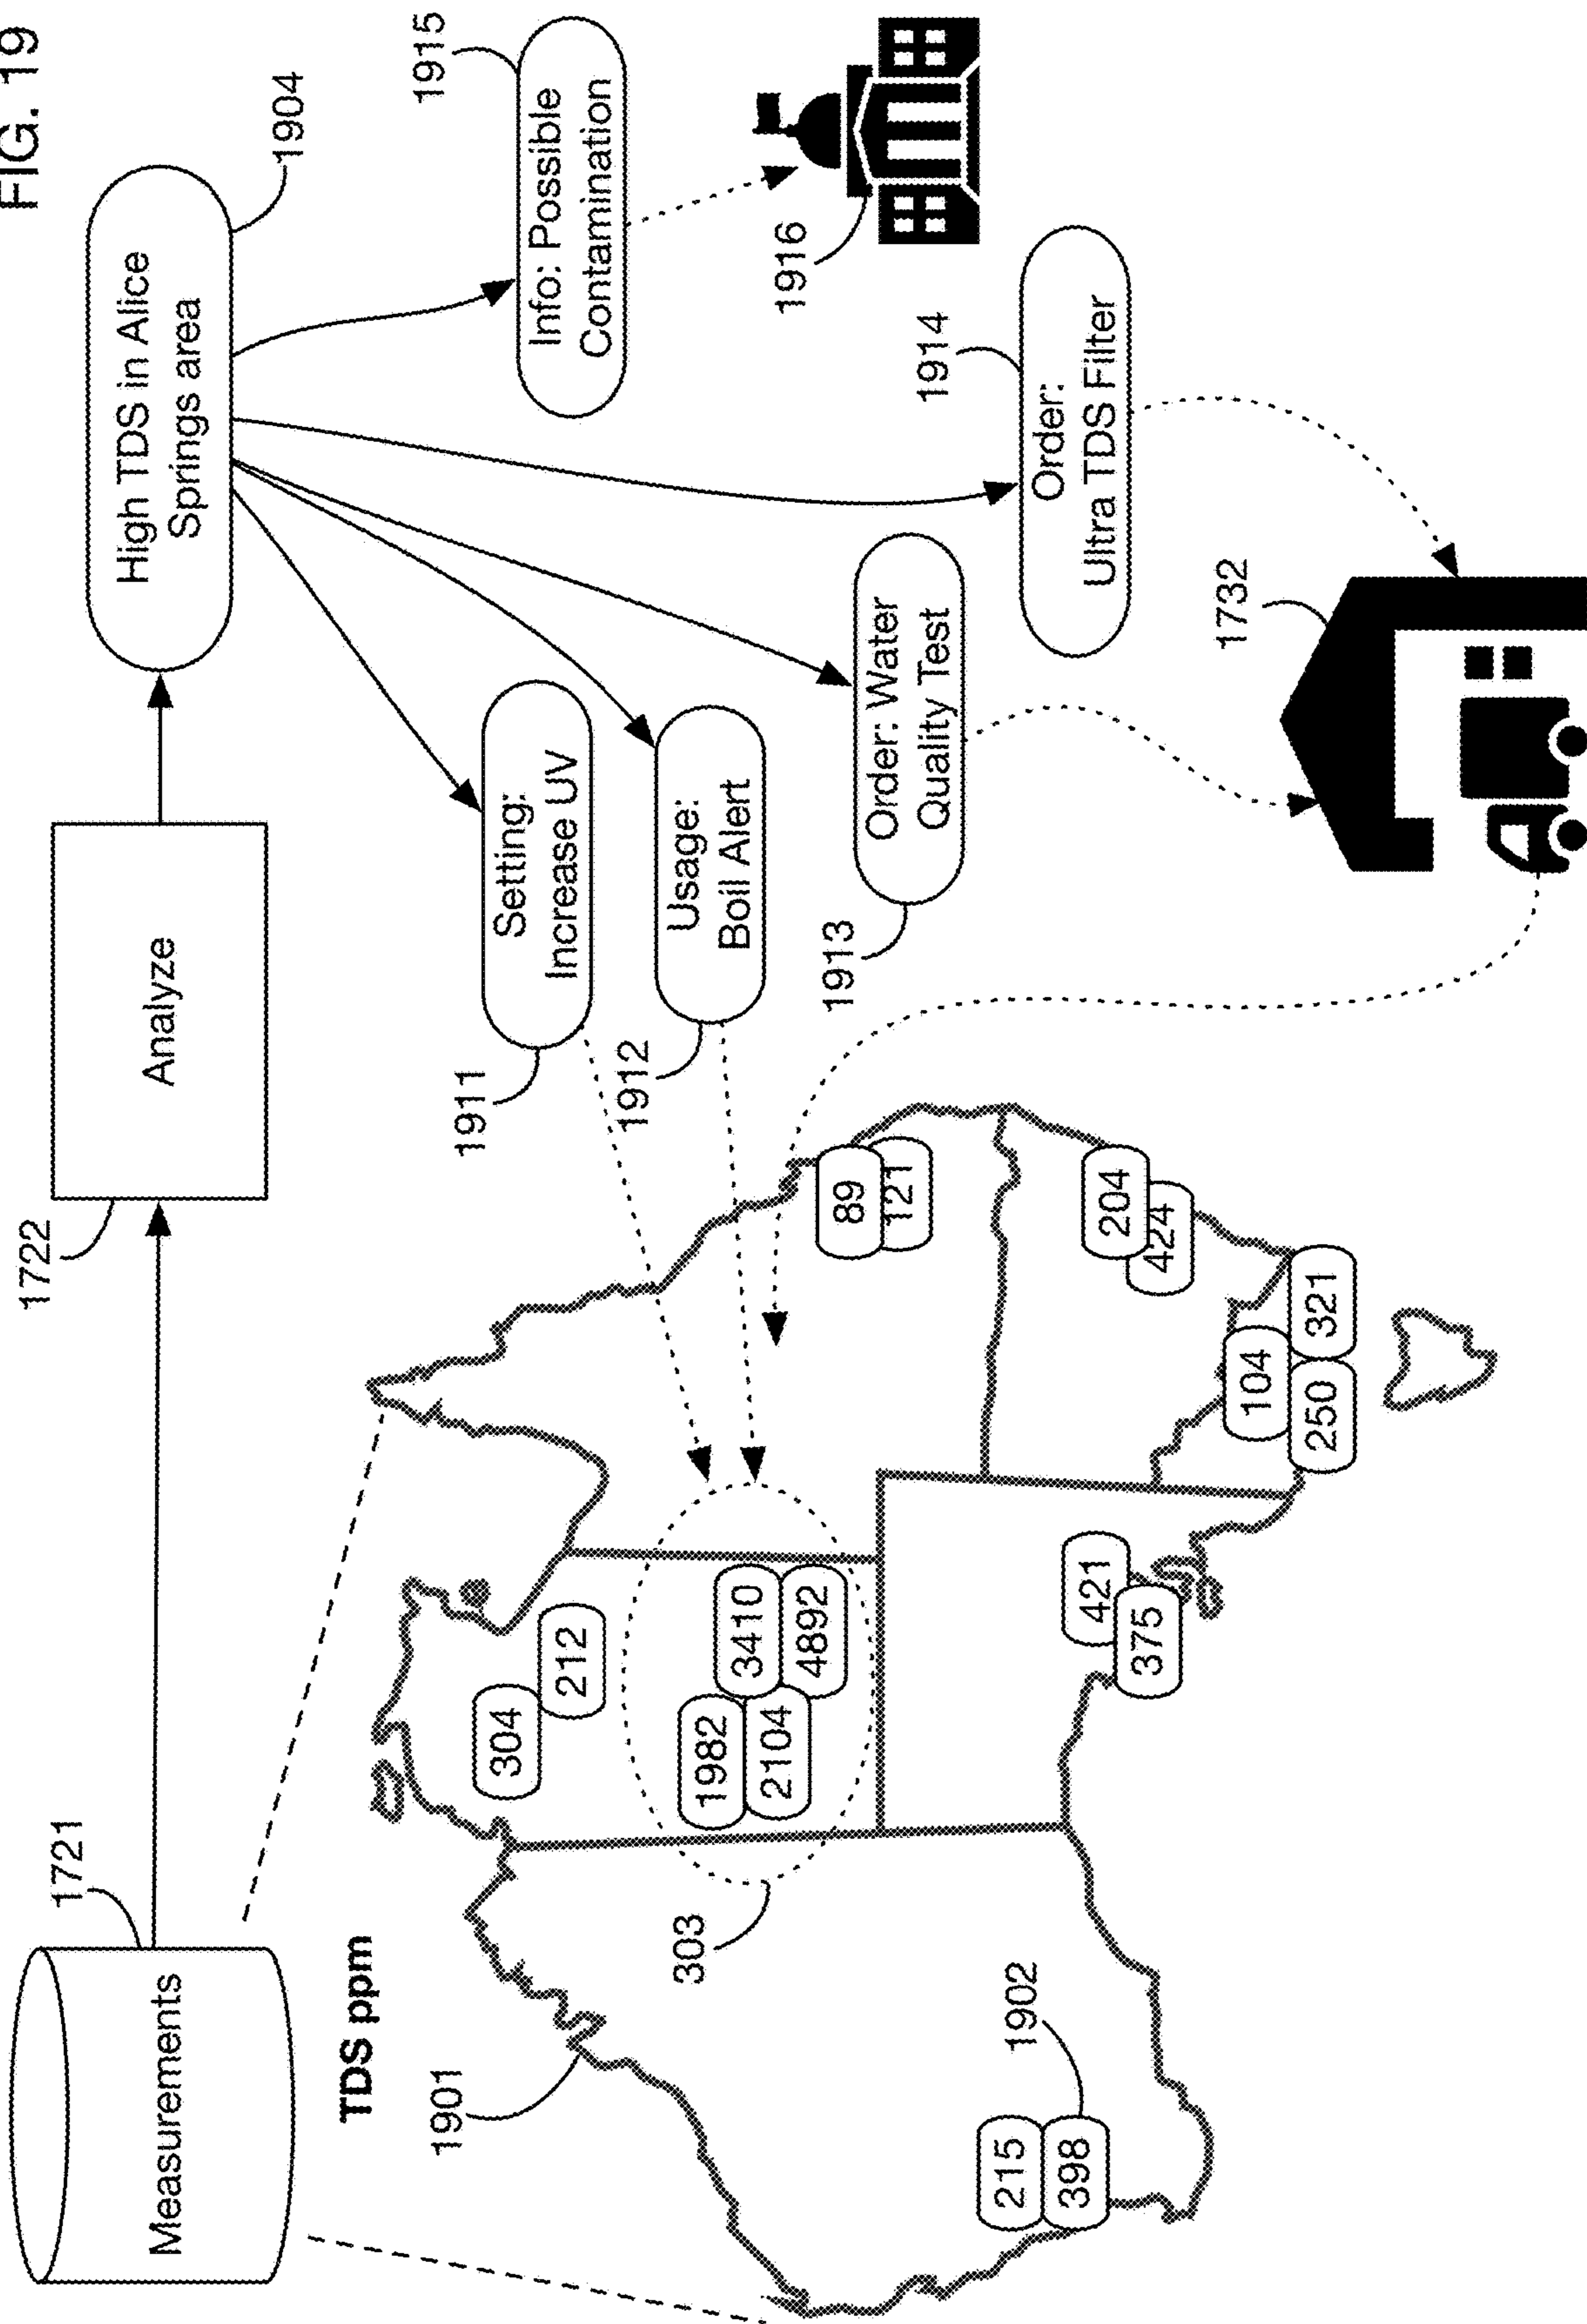 FIG. 19
1721
Measurements
1722
Analyze
High TDS in Alice
Springs area
1904
TDS ppm
1901
1911
Setting:
Increase UV
1912
Usage:
Boil Alert
1913
Order: Water
Quality Test
1914
Order:
Ultra TDS Filter
1915
Info: Possible
Contamination
1916
1732
303
1902
304
212
1982
3410
2104
4892
89
121
215
398
421
375
204
424
104
250
321